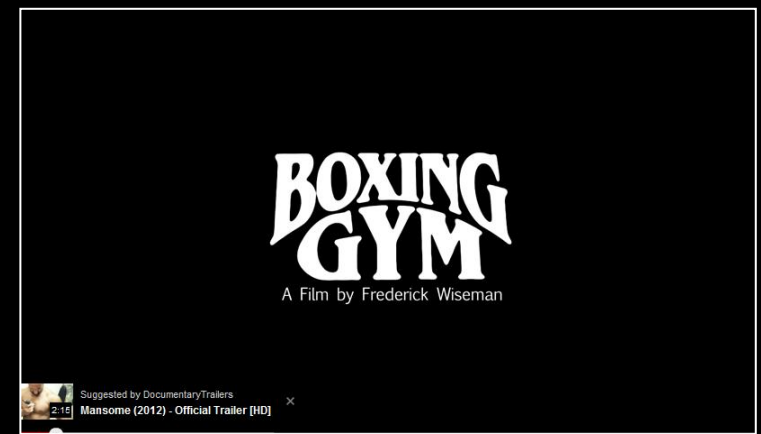 BOXING
GYM
A Film by Frederick Wiseman
Suggested by DocumentaryTrailers
2:15
Mansome (2012) - Official Trailer [HD]